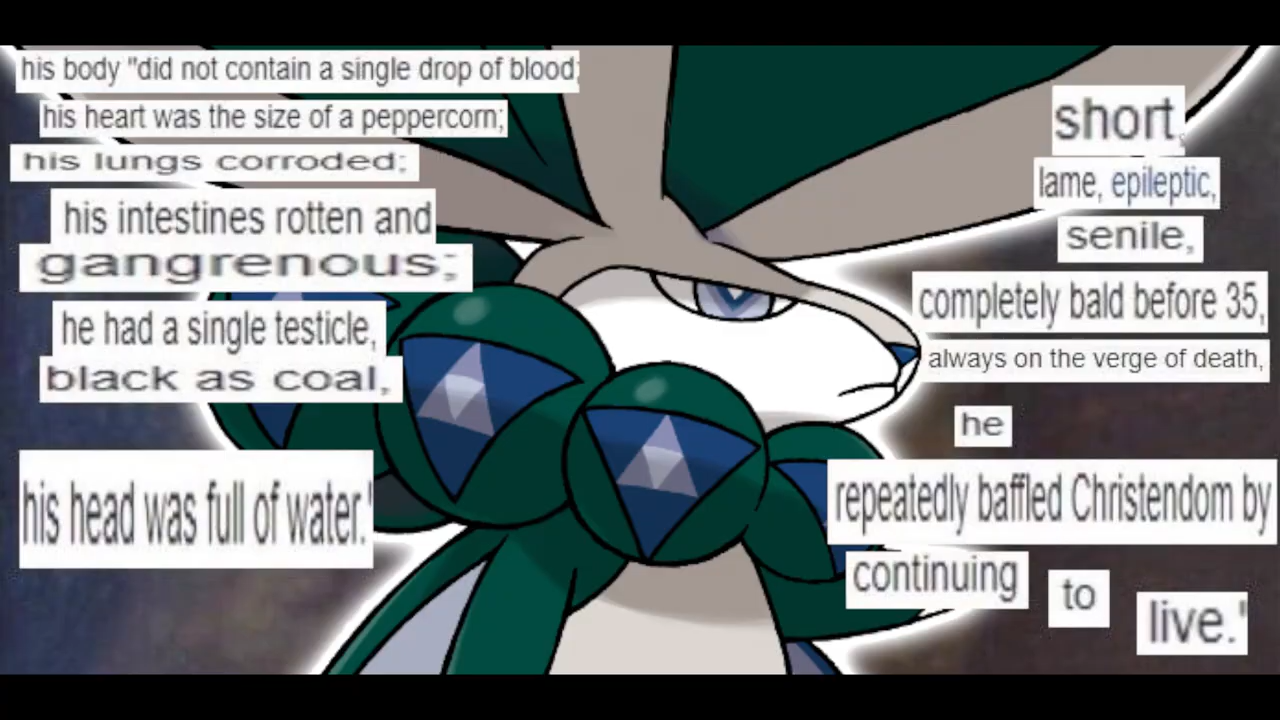 his body "did not contain a single drop of blood;
his heart was the size of a peppercorn;
his lungs corroded;
his intestines rotten and
gangrenous;
he had a single testicle,
black as coal,
his head was full of water.'
short,
lame, epileptic,
senile,
completely bald before 35,
always on the verge of death,
he
repeatedly baffled Christendom by
continuing
to
live.'